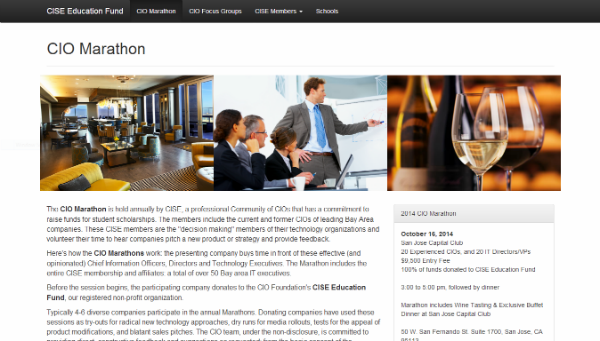 CISE Education Fund CIO Marathon CIO Focus Groups CISE Members Schools
CIO Marathon
The CIO Marathon is held annually by CISE, a professional Community of CIOs that has a commitment to
raise funds for student scholarships. The members include the current and former CIOs of leading Bay Area
companies. These CISE members are the "decision making" members of their technology organizations and
volunteer their time to hear companies pitch a new product or strategy and provide feedback.
Here's how the CIO Marathons work: the presenting company buys time in front of these effective (and
opinionated) Chief Information Officers, Directors and Technology Executives. The Marathon includes the
entire CISE membership and affiliates: a total of over 50 Bay area IT executives.
Before the session begins, the participating company donates to the CIO Foundation's CISE Education
Fund, our registered non-profit organization.
Typically 4-6 diverse companies participate in the annual Marathons. Donating companies have used these
sessions as try-outs for radical new technology approaches, dry runs for media rollouts, tests for the appeal of
product modifications, and blatant sales pitches. The CIO team, under the non-disclosure, is committed to
2014 CIO Marathon
October 16, 2014
San Jose Capital Club
20 Experienced CIOs, and 20 IT Directors/VPs
$9,500 Entry Fee
100% of funds donated to CISE Education Fund
3:00 to 5:00 pm, followed by dinner
Marathon includes Wine Tasting & Exclusive Buffet
Dinner at San Jose Capital Club
50 W. San Fernando St. Suite 1700, San Jose, CA
95113